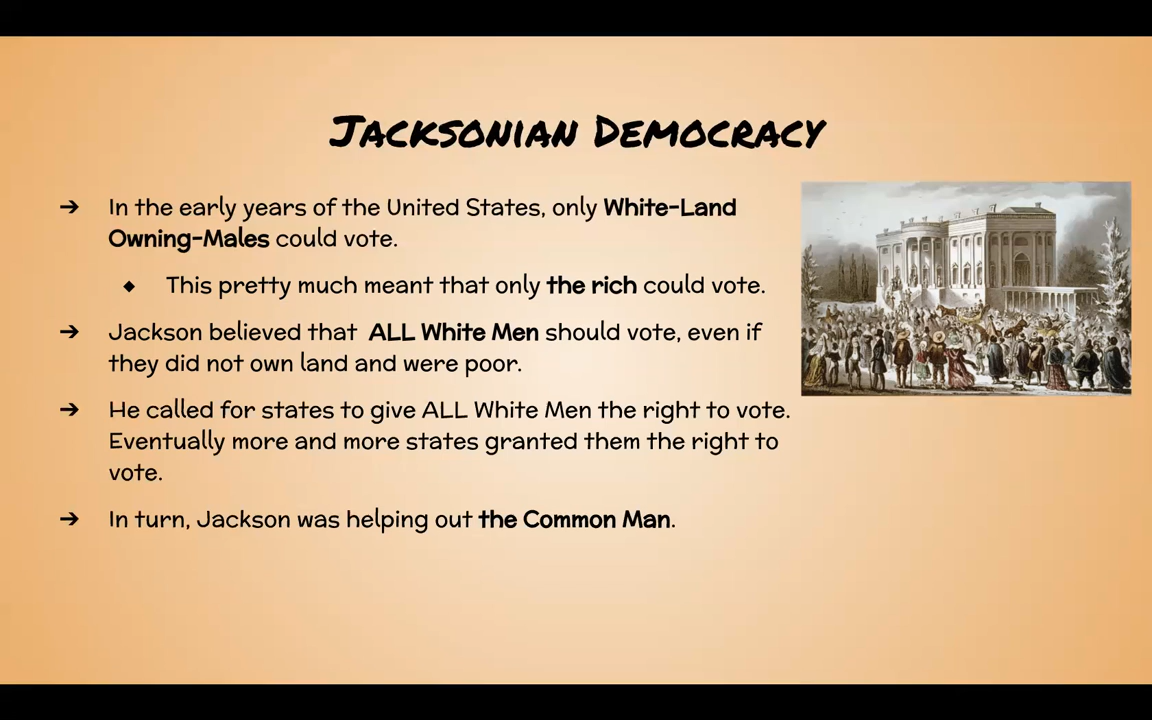 Jacksonian Democracy
➔ In the early years of the United States, only White-Land
Owning-Males could vote.
◆ This pretty much meant that only the rich could vote.
➔ Jackson believed that ALL White Men should vote, even if
they did not own land and were poor.
➔ He called for states to give ALL White Men the right to vote.
Eventually more and more states granted them the right to
vote.
➔ In turn, Jackson was helping out the Common Man.